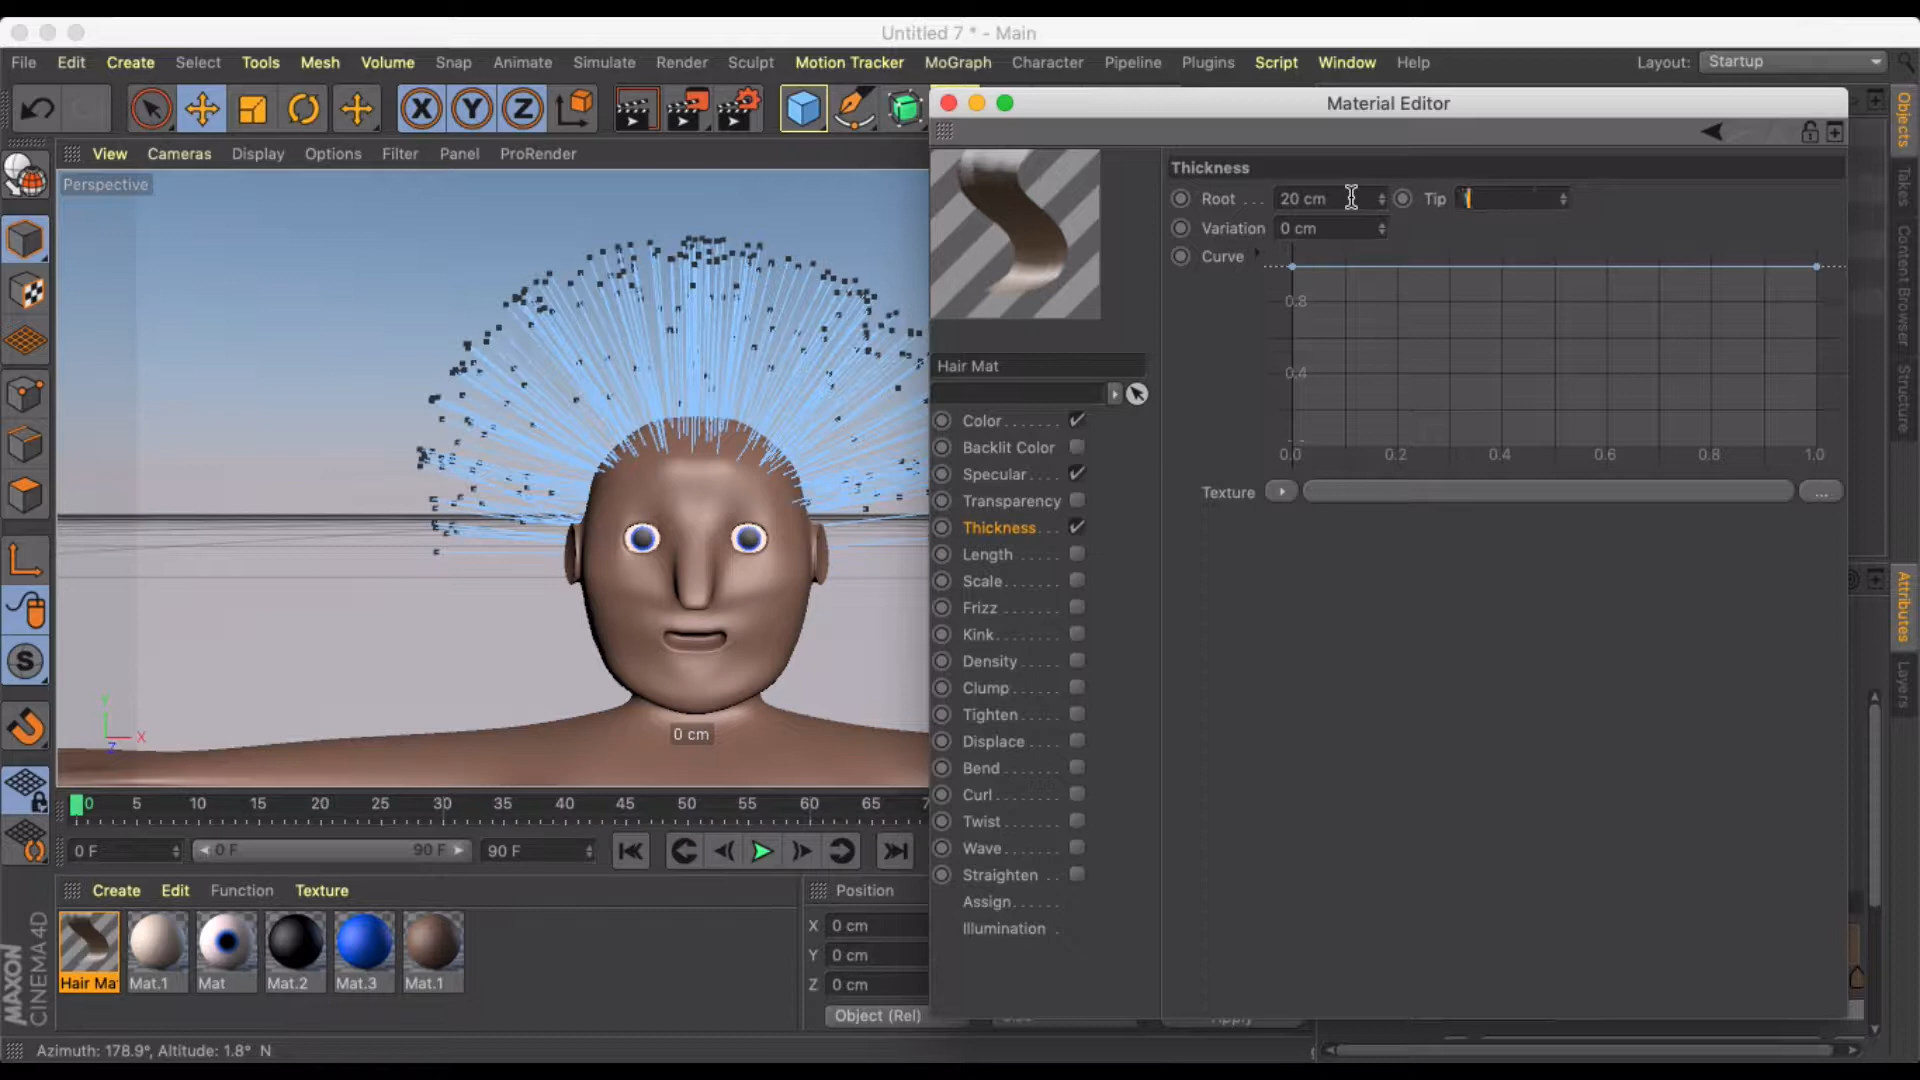 Untitled 7 * - Main
File Edit Create Select Tools Mesh Volume Snap Animate Simulate Render Sculpt Motion Tracker MoGraph Character Pipeline Plugins Script Window Help Layout: Startup
X Y Z
Material Editor
View Cameras Display Options Filter Panel ProRender
Perspective
Thickness
Root . . . 20 cm Tip
Variation 0 cm
Curve
0.8
0.4
0.0 0.2 0.4 0.6 0.8 1.0
Texture ...
Hair Mat
Color
Backlit Color
Specular
Transparency
Thickness
Length
Scale
Frizz
Kink
Density
Clump
Tighten
Displace
Bend
Curl
Twist
Wave
Straighten
Assign
Illumination
Y
X
Z
0 cm
S
0 5 10 15 20 25 30 35 40 45 50 55 60 65
0 F 0 F 90 F 90 F
Create Edit Function Texture
Hair Ma Mat.1 Mat Mat.2 Mat.3 Mat.1
Position
X 0 cm
Y 0 cm
Z 0 cm
Object (Rel) Apply
MAXON
CINEMA 4D
Azimuth: 178.9°, Altitude: 1.8° N
Objects
Takes
Content Browser
Structure
Attributes
Layers